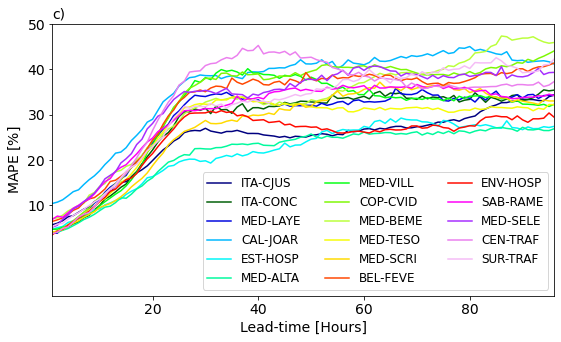 c)
50
40
30
20
10
MAPE [%]
ITA-CJUS
ITA-CONC
MED-LAYE
CAL-JOAR
EST-HOSP
MED-ALTA
MED-VILL
COP-CVID
MED-BEME
MED-TESO
MED-SCRI
BEL-FEVE
ENV-HOSP
SAB-RAME
MED-SELE
CEN-TRAF
SUR-TRAF
20 40 60 80
Lead-time [Hours]